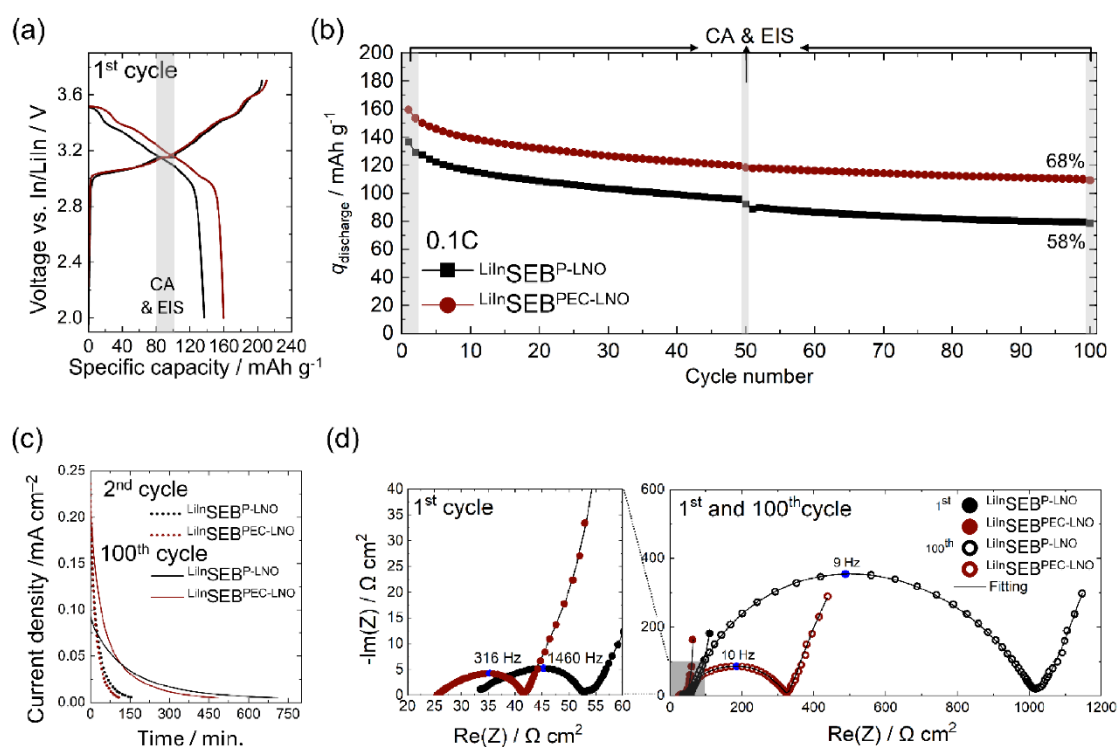 (a)
1st cycle
Voltage vs. In/LiIn / V
3.6
3.2
2.8
2.4
2.0
CA
& EIS
0 40 80 120 160 200 240
Specific capacity / mAh g⁻¹
(b)
CA & EIS
qdischarge / mAh g⁻¹
200
180
160
140
120
100
80
60
40
20
0
68%
58%
0.1C
LiInSEBP-LNO
LiInSEBPEC-LNO
0 10 20 30 40 50 60 70 80 90 100
Cycle number
(c)
Current density /mA cm⁻²
0.25
0.20
0.15
0.10
0.05
0.00
2nd cycle
LiInSEBP-LNO
LiInSEBPEC-LNO
100th cycle
LiInSEBP-LNO
LiInSEBPEC-LNO
0 150 300 450 600 750
Time / min.
(d)
-Im(Z) / Ω cm²
40
35
30
25
20
15
10
5
0
1st cycle
316 Hz 1460 Hz
20 25 30 35 40 45 50 55 60
Re(Z) / Ω cm²
600
400
200
0
1st and 100th cycle
1st LiInSEBP-LNO
LiInSEBPEC-LNO
100th LiInSEBP-LNO
LiInSEBPEC-LNO
Fitting
9 Hz
10 Hz
0 200 400 600 800 1000 1200
Re(Z) / Ω cm²